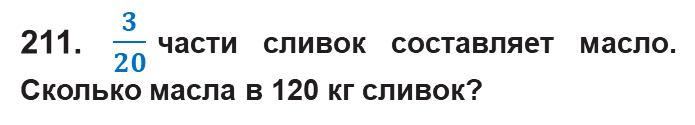 211. 3/20 части сливок составляет масло.
Сколько масла в 120 кг сливок?